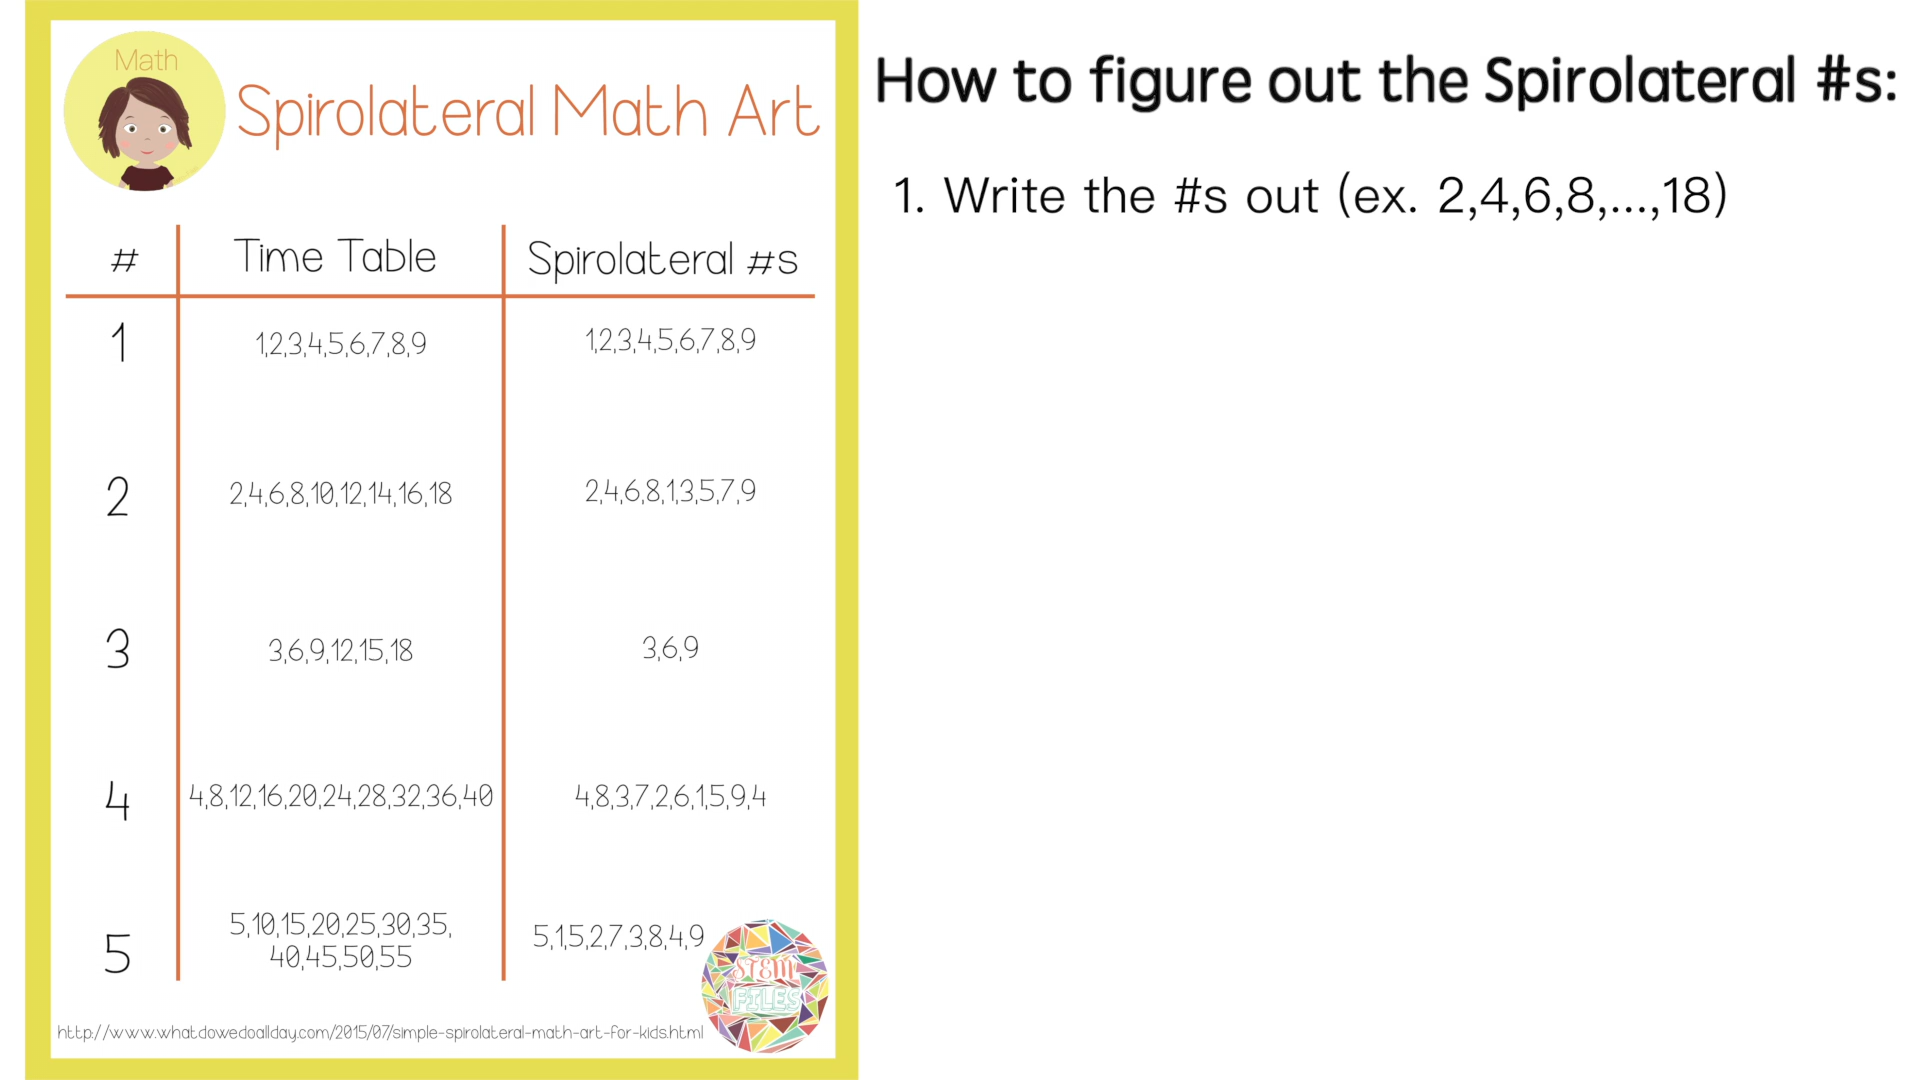 Math
Spirolateral Math Art
# Time Table Spirolateral #s
1 1,2,3,4,5,6,7,8,9 1,2,3,4,5,6,7,8,9
2 2,4,6,8,10,12,14,16,18 2,4,6,8,1,3,5,7,9
3 3,6,9,12,15,18 3,6,9
4 4,8,12,16,20,24,28,32,36,40 4,8,3,7,2,6,1,5,9,4
5 5,10,15,20,25,30,35,
40,45,50,55 5,1,5,2,7,3,8,4,9
STEM
FILES
http://www.whatdowedoallday.com/2015/07/simple-spirolateral-math-art-for-kids.html
How to figure out the Spirolateral #s:
1. Write the #s out (ex. 2,4,6,8,...,18)